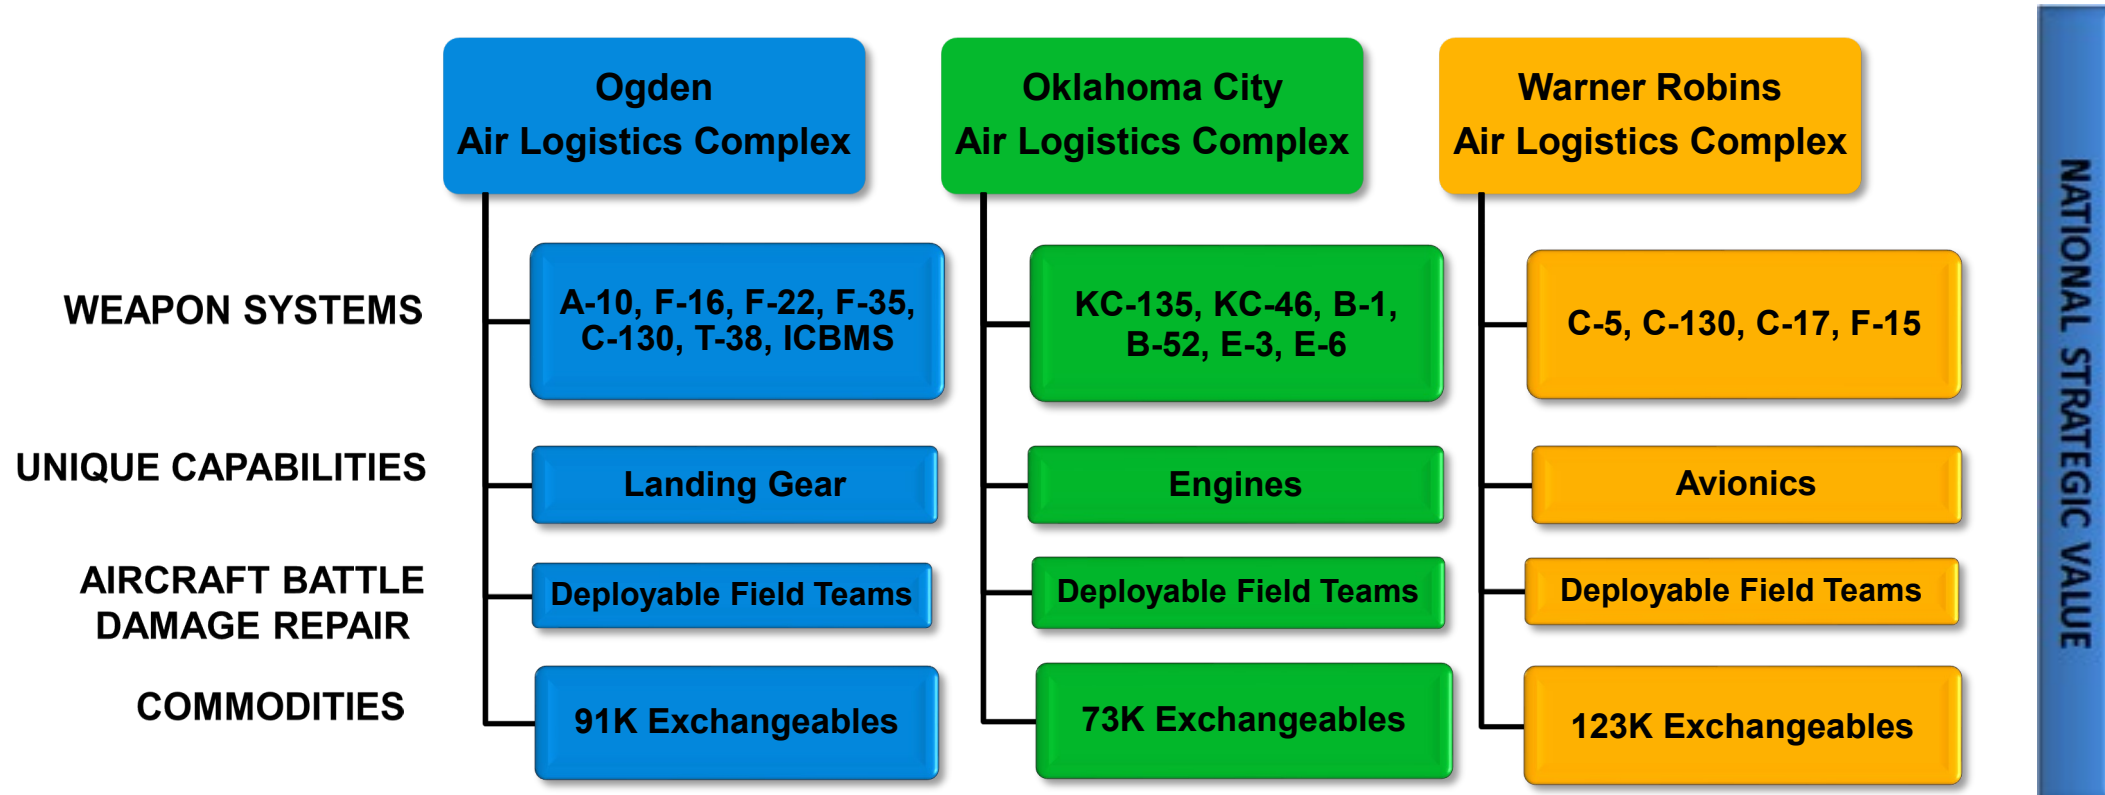 Ogden
Air Logistics Complex
Oklahoma City
Air Logistics Complex
Warner Robins
Air Logistics Complex
WEAPON SYSTEMS
A-10, F-16, F-22, F-35,
C-130, T-38, ICBMS
KC-135, KC-46, B-1,
B-52, E-3, E-6
C-5, C-130, C-17, F-15
UNIQUE CAPABILITIES
Landing Gear
Engines
Avionics
AIRCRAFT BATTLE
DAMAGE REPAIR
Deployable Field Teams
Deployable Field Teams
Deployable Field Teams
COMMODITIES
91K Exchangeables
73K Exchangeables
123K Exchangeables
NATIONAL STRATEGIC VALUE